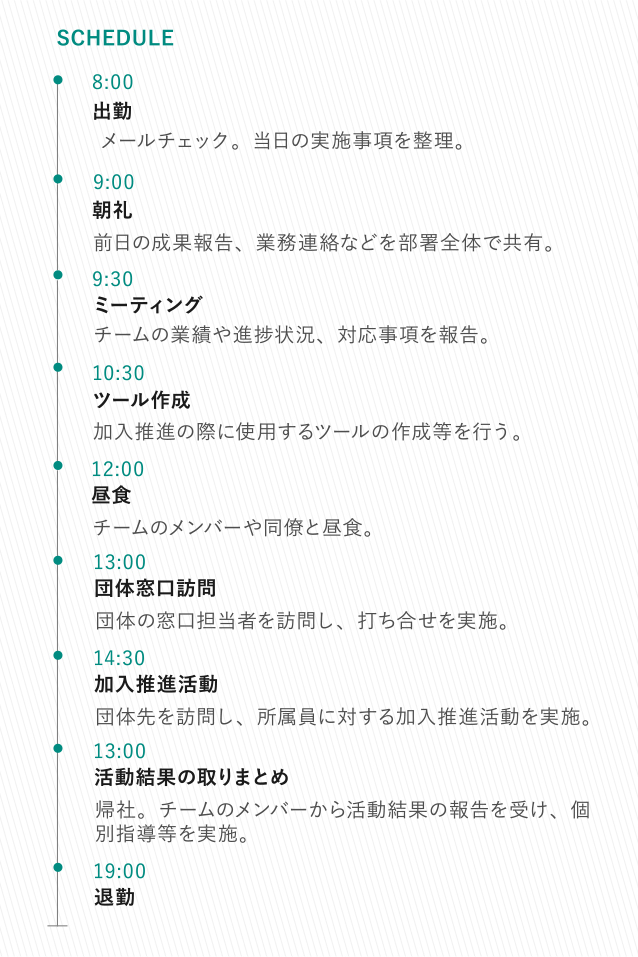 SCHEDULE
8:00
出勤
メールチェック。当日の実施事項を整理。
9:00
朝礼
前日の成果報告、業務連絡などを部署全体で共有。
9:30
ミーティング
チームの業績や進捗状況、対応事項を報告。
10:30
ツール作成
加入推進の際に使用するツールの作成等を行う。
12:00
昼食
チームのメンバーや同僚と昼食。
13:00
団体窓口訪問
団体の窓口担当者を訪問し、打ち合せを実施。
14:30
加入推進活動
団体先を訪問し、所属員に対する加入推進活動を実施。
13:00
活動結果の取りまとめ
帰社。チームのメンバーから活動結果の報告を受け、個
別指導等を実施。
19:00
退勤